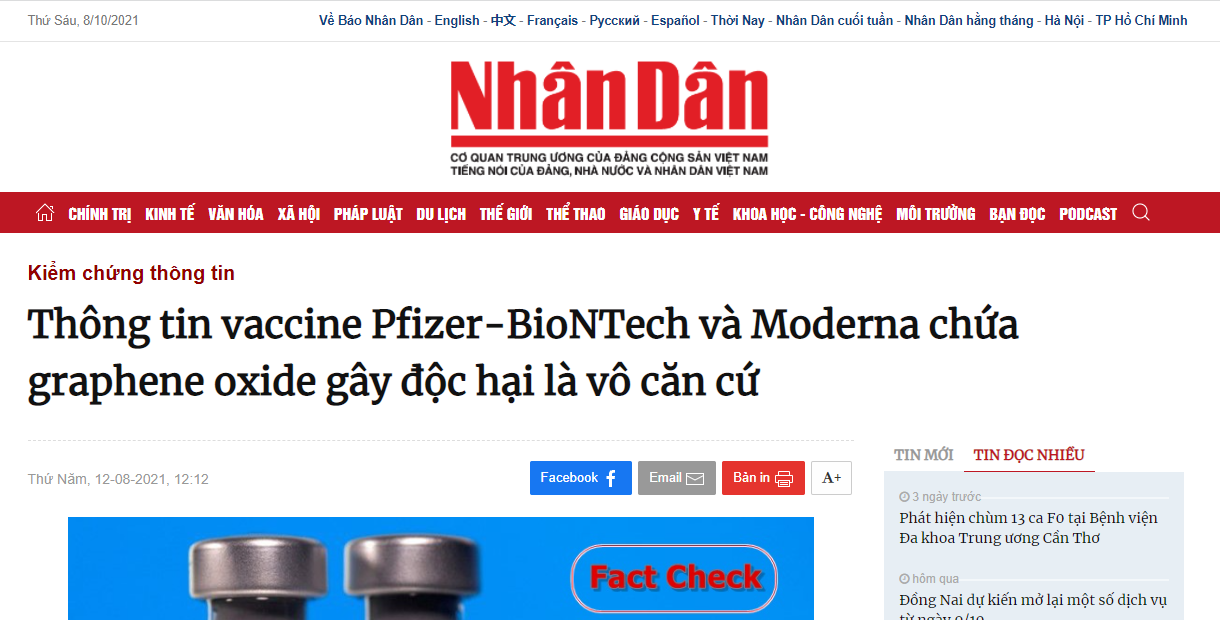 Thứ Sáu, 8/10/2021
Về Báo Nhân Dân - English - 中文 - Français - Русский - Español - Thời Nay - Nhân Dân cuối tuần - Nhân Dân hằng tháng - Hà Nội - TP Hồ Chí Minh
Nhân Dân
CƠ QUAN TRUNG ƯƠNG CỦA ĐẢNG CỘNG SẢN VIỆT NAM
TIẾNG NÓI CỦA ĐẢNG, NHÀ NƯỚC VÀ NHÂN DÂN VIỆT NAM
CHÍNH TRỊ KINH TẾ VĂN HÓA XÃ HỘI PHÁP LUẬT DU LỊCH THẾ GIỚI THỂ THAO GIÁO DỤC Y TẾ KHOA HỌC - CÔNG NGHỆ MÔI TRƯỜNG BẠN ĐỌC PODCAST
Kiểm chứng thông tin
Thông tin vaccine Pfizer-BioNTech và Moderna chứa
graphene oxide gây độc hại là vô căn cứ
Thứ Năm, 12-08-2021, 12:12
Facebook Email Bản in A+
Fact Check
TIN MỚI TIN ĐỌC NHIỀU
3 ngày trước
Phát hiện chùm 13 ca F0 tại Bệnh viện
Đa khoa Trung ương Cần Thơ
hôm qua
Đồng Nai dự kiến mở lại một số dịch vụ
từ ngày 9/10